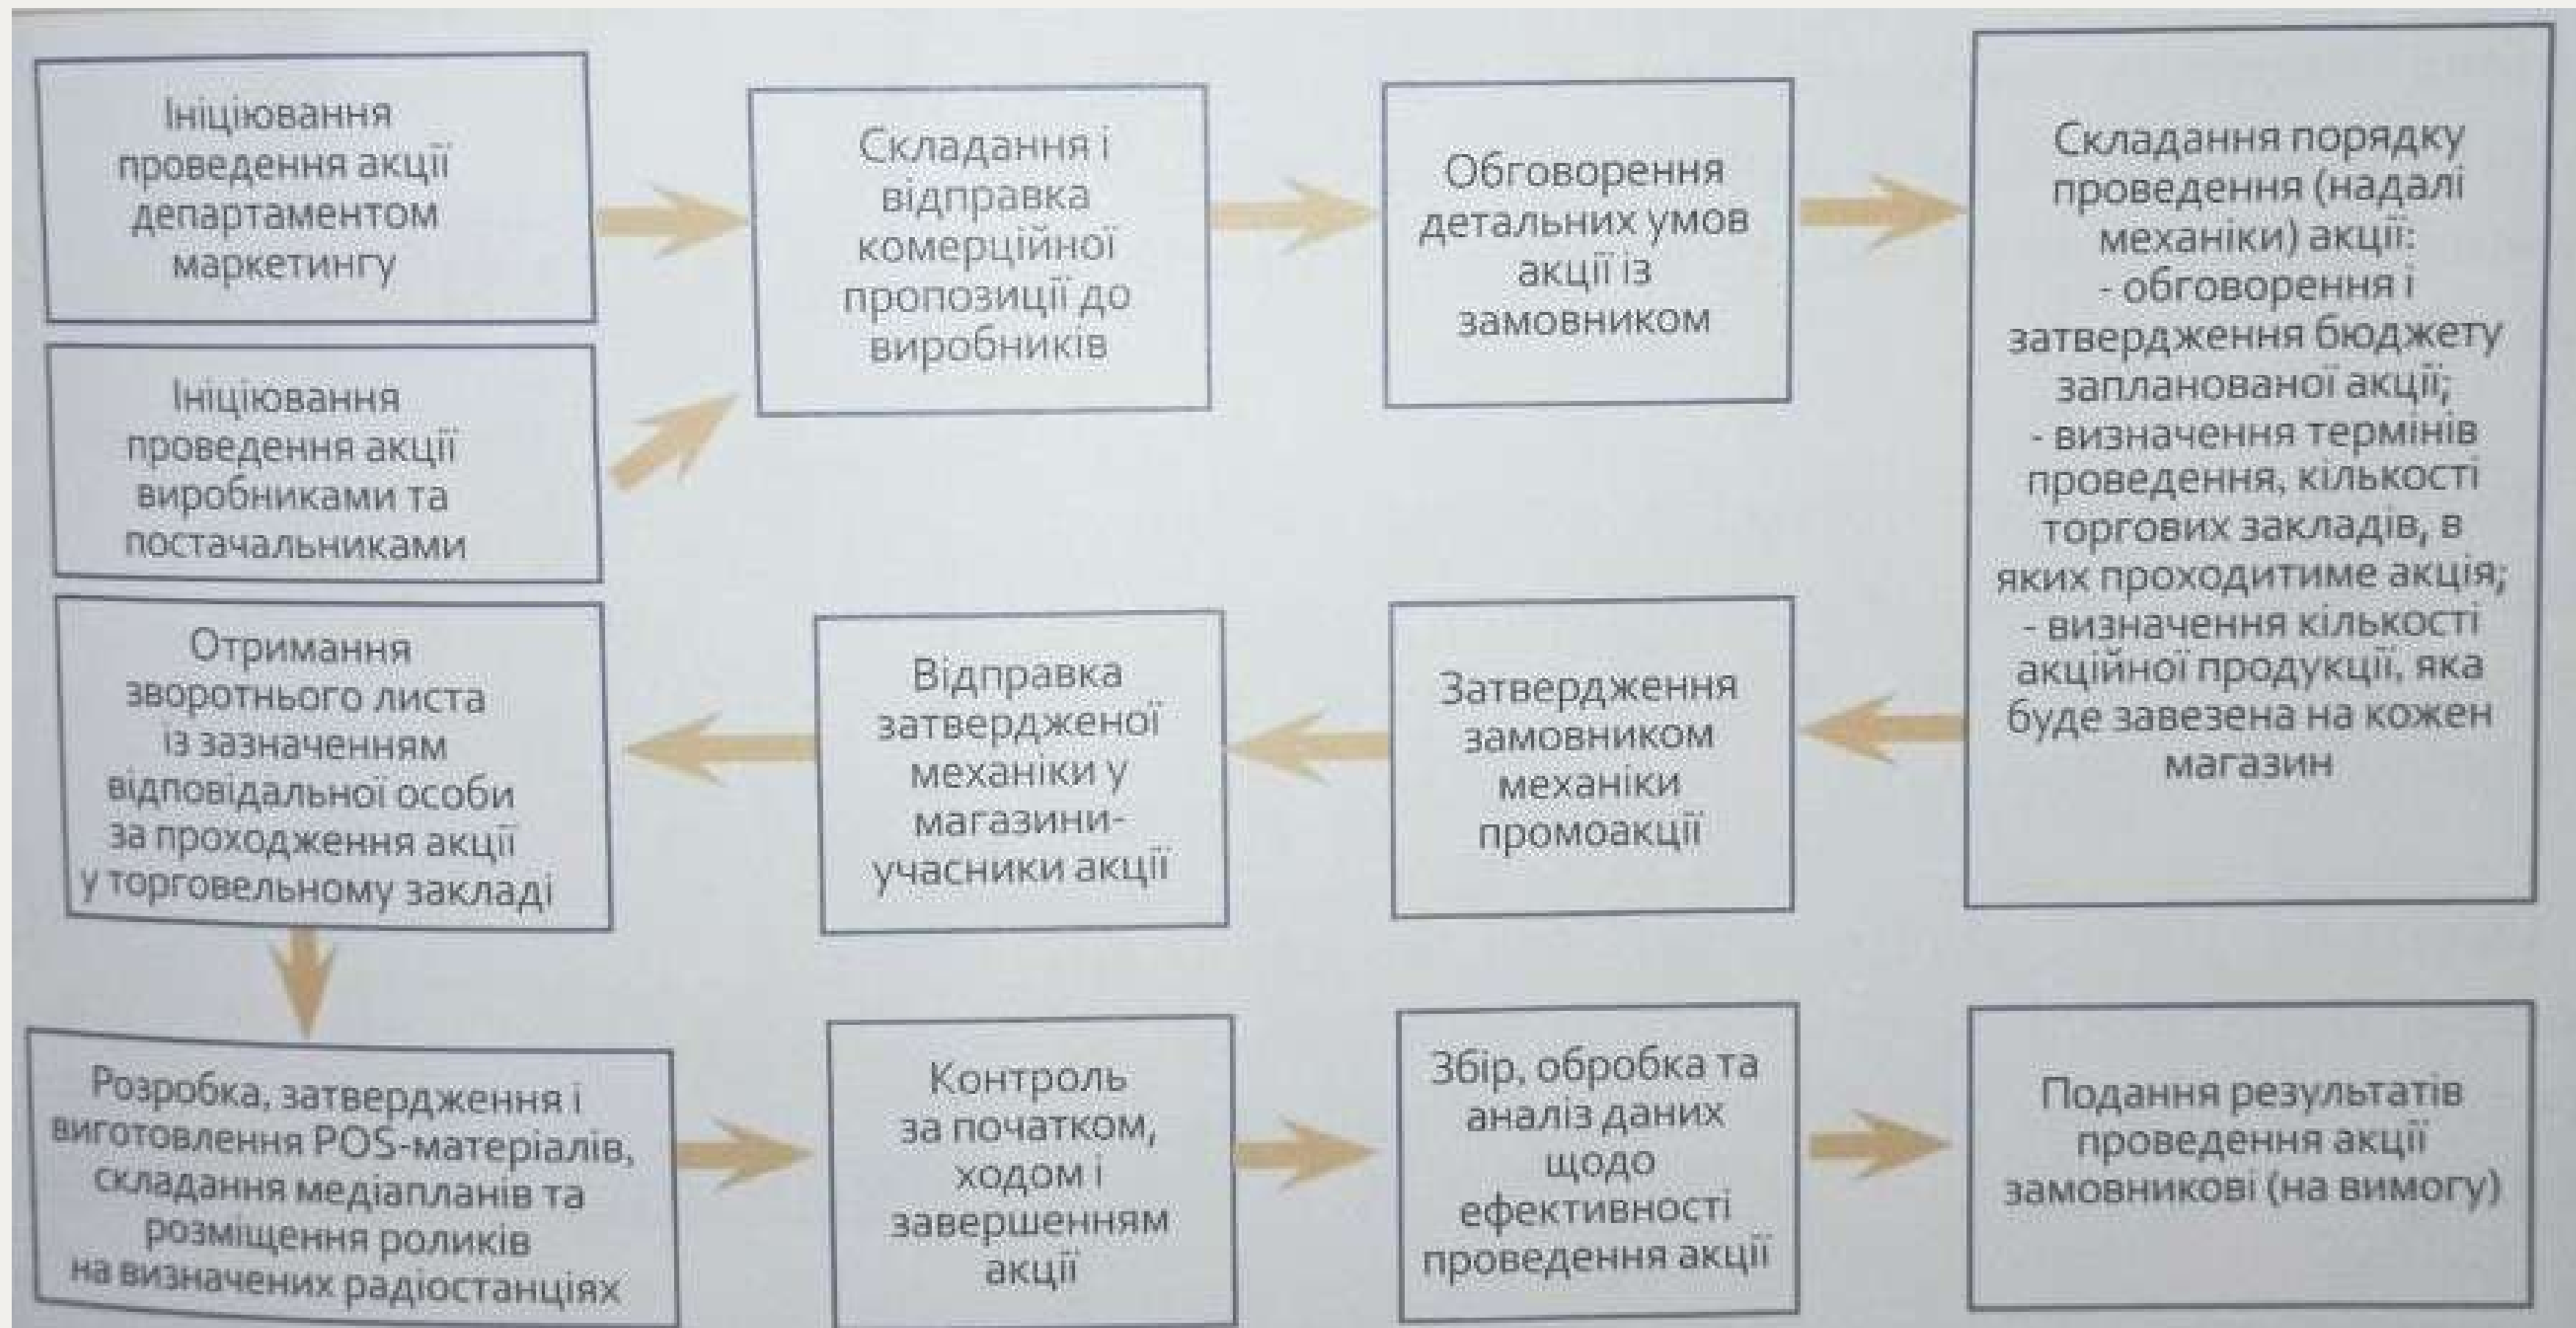 Ініціювання
проведення акції
департаментом
маркетингу
Ініціювання
проведення акції
виробниками та
постачальниками
Складання і
відправка
комерційної
пропозиції до
виробників
Обговорення
детальних умов
акції із
замовником
Складання порядку
проведення (надалі
механіки) акції:
- обговорення і
затвердження бюджету
запланованої акції;
- визначення термінів
проведення, кількості
торгових закладів, в
яких проходитиме акція;
- визначення кількості
акційної продукції, яка
буде завезена на кожен
магазин
Затвердження
замовником
механіки
промоакції
Відправка
затвердженої
механіки у
магазини-
учасники акції
Отримання
зворотнього листа
із зазначенням
відповідальної особи
за проходження акції
у торговельному закладі
Розробка, затвердження і
виготовлення POS-матеріалів,
складання медіапланів та
розміщення роликів
на визначених радіостанціях
Контроль
за початком,
ходом і
завершенням
акції
Збір, обробка та
аналіз даних
щодо
ефективності
проведення акції
Подання результатів
проведення акції
замовникові (на вимогу)